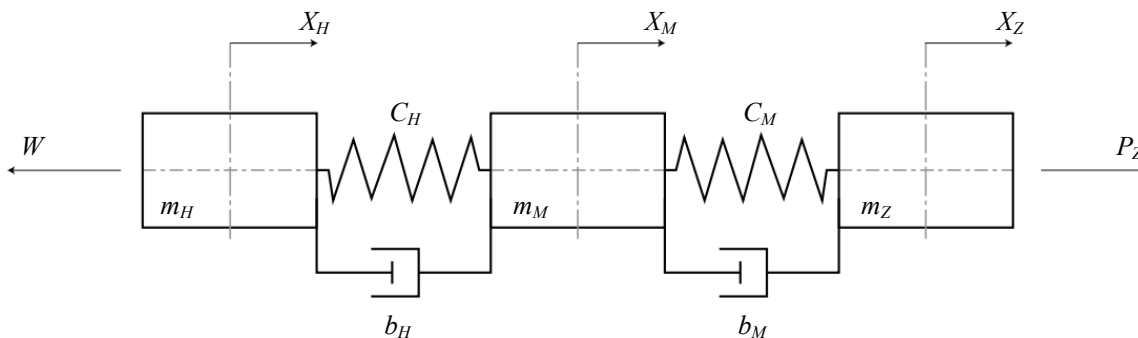 X_H X_M X_Z
C_H C_M
W P_Z
m_H m_M m_Z
b_H b_M